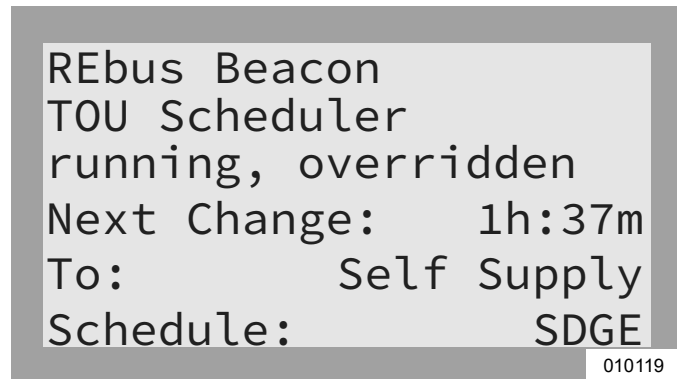 REbus Beacon
TOU Scheduler
running, overridden
Next Change: 1h:37m
To: Self Supply
Schedule: SDGE
010119